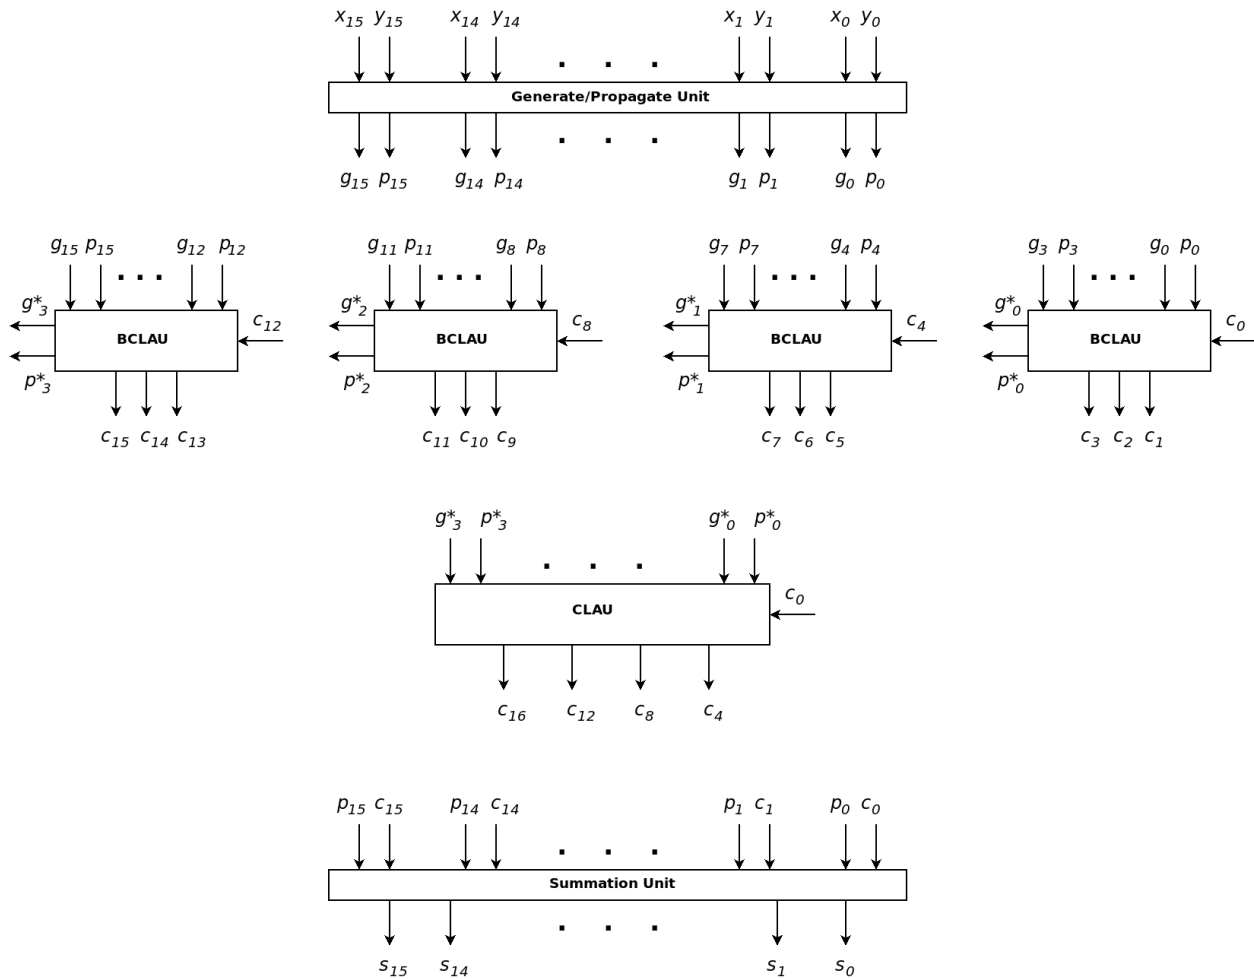 x15 y15 x14 y14 . . . x1 y1 x0 y0
Generate/Propagate Unit
. . .
g15 p15 g14 p14 g1 p1 g0 p0
g15 p15 . . . g12 p12 g11 p11 . . . g8 p8 g7 p7 . . . g4 p4 g3 p3 . . . g0 p0
g*3 g*2 g*1 g*0
c12 c8 c4 c0
BCLAU BCLAU BCLAU BCLAU
p*3 p*2 p*1 p*0
c15 c14 c13 c11 c10 c9 c7 c6 c5 c3 c2 c1
g*3 p*3 . . . g*0 p*0
c0
CLAU
c16 c12 c8 c4
p15 c15 p14 c14 . . . p1 c1 p0 c0
Summation Unit
. . .
s15 s14 s1 s0